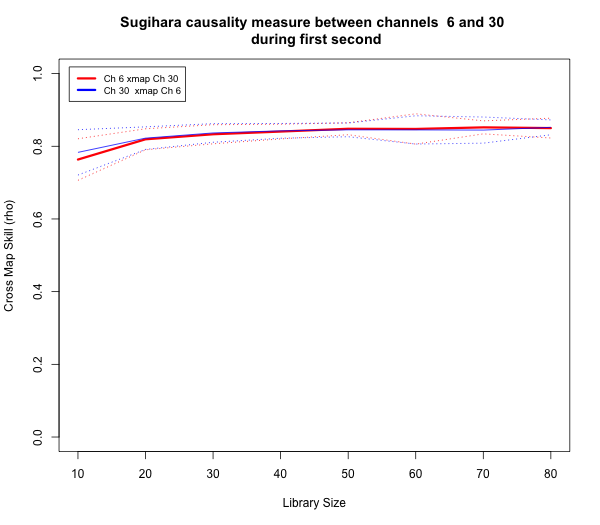 Sugihara causality measure between channels  6 and 30
during first second
Ch 6 xmap Ch 30
Ch 30  xmap Ch 6
Cross Map Skill (rho)
1.0
0.8
0.6
0.4
0.2
0.0
10 20 30 40 50 60 70 80
Library Size